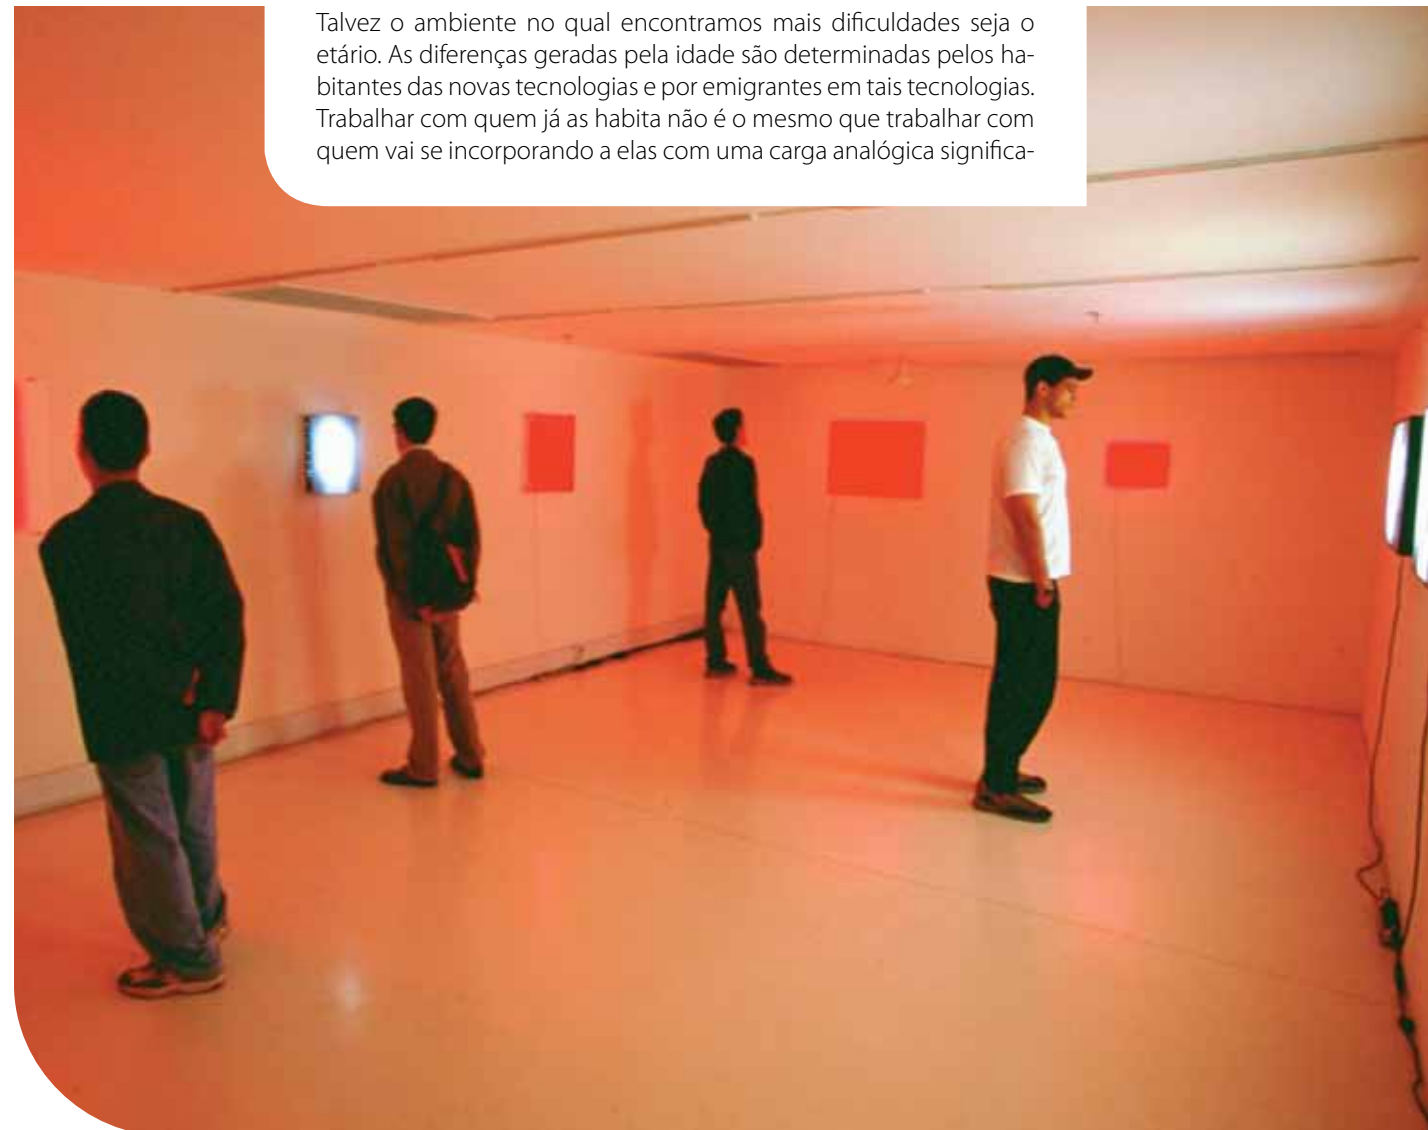 Talvez o ambiente no qual encontramos mais dificuldades seja o
etário. As diferenças geradas pela idade são determinadas pelos ha-
bitantes das novas tecnologias e por emigrantes em tais tecnologias.
Trabalhar com quem já as habita não é o mesmo que trabalhar com
quem vai se incorporando a elas com uma carga analógica significa-